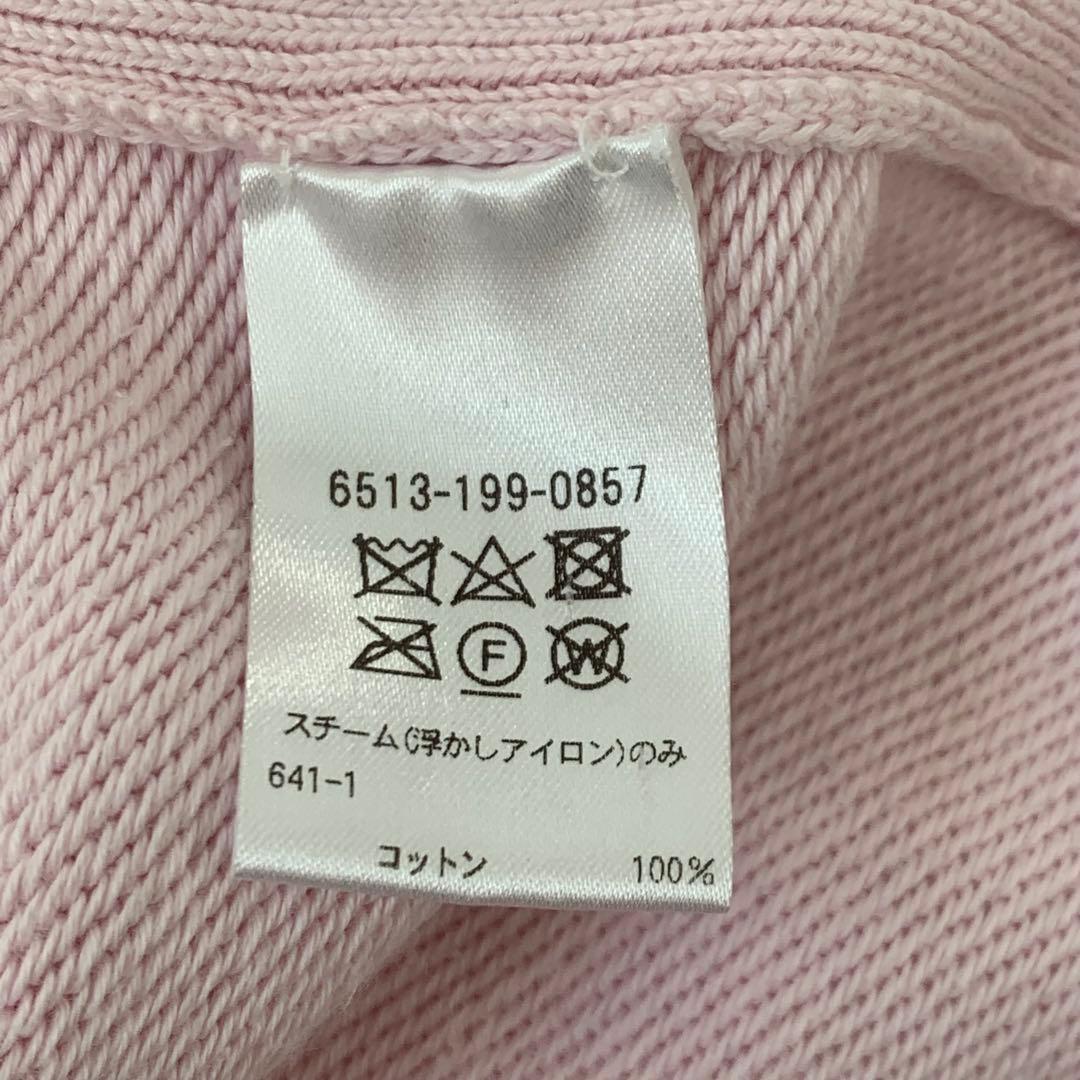 6513-199-0857
F W
スチーム(浮かしアイロン)のみ
641-1
コットン 100%